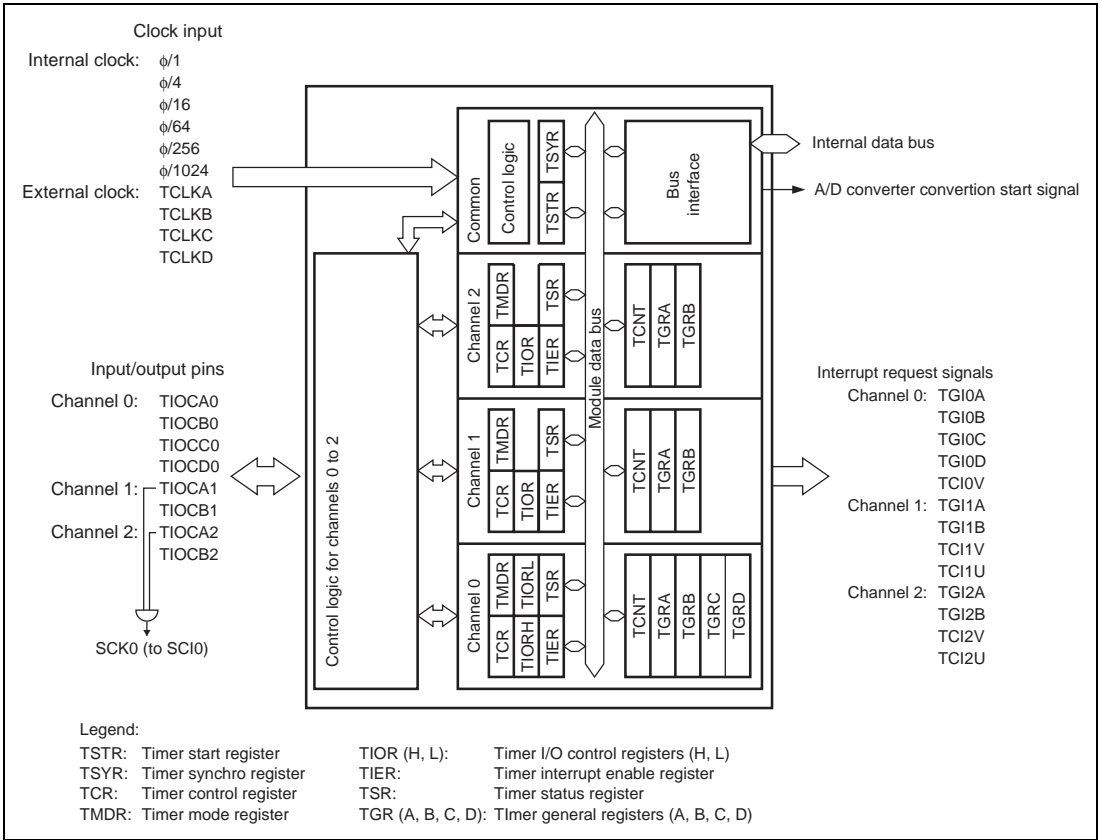 Clock input
Internal clock: ϕ/1
ϕ/4
ϕ/16
ϕ/64
ϕ/256
ϕ/1024
External clock: TCLKA
TCLKB
TCLKC
TCLKD
Input/output pins
Channel 0: TIOCA0
TIOCB0
TIOCC0
TIOCD0
Channel 1: TIOCA1
TIOCB1
Channel 2: TIOCA2
TIOCB2
SCK0 (to SCI0)
Control logic for channels 0 to 2
Common
Control logic
TSTR TSYR
Bus
interface
Module data bus
Channel 2
TCR TMDR
TIOR
TIER TSR
TCNT
TGRA
TGRB
Channel 1
TCR TMDR
TIOR
TIER TSR
TCNT
TGRA
TGRB
Channel 0
TCR TMDR
TIORH TIORL
TIER TSR
TCNT
TGRA
TGRB
TGRC
TGRD
Internal data bus
A/D converter convertion start signal
Interrupt request signals
Channel 0: TGI0A
TGI0B
TGI0C
TGI0D
TCI0V
Channel 1: TGI1A
TGI1B
TCI1V
TCI1U
Channel 2: TGI2A
TGI2B
TCI2V
TCI2U
Legend:
TSTR: Timer start register
TSYR: Timer synchro register
TCR: Timer control register
TMDR: Timer mode register
TIOR (H, L): Timer I/O control registers (H, L)
TIER: Timer interrupt enable register
TSR: Timer status register
TGR (A, B, C, D): TImer general registers (A, B, C, D)